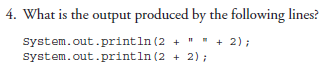 4. What is the output produced by the following lines?
System.out.println(2 + " " + 2);
System.out.println(2 + 2);